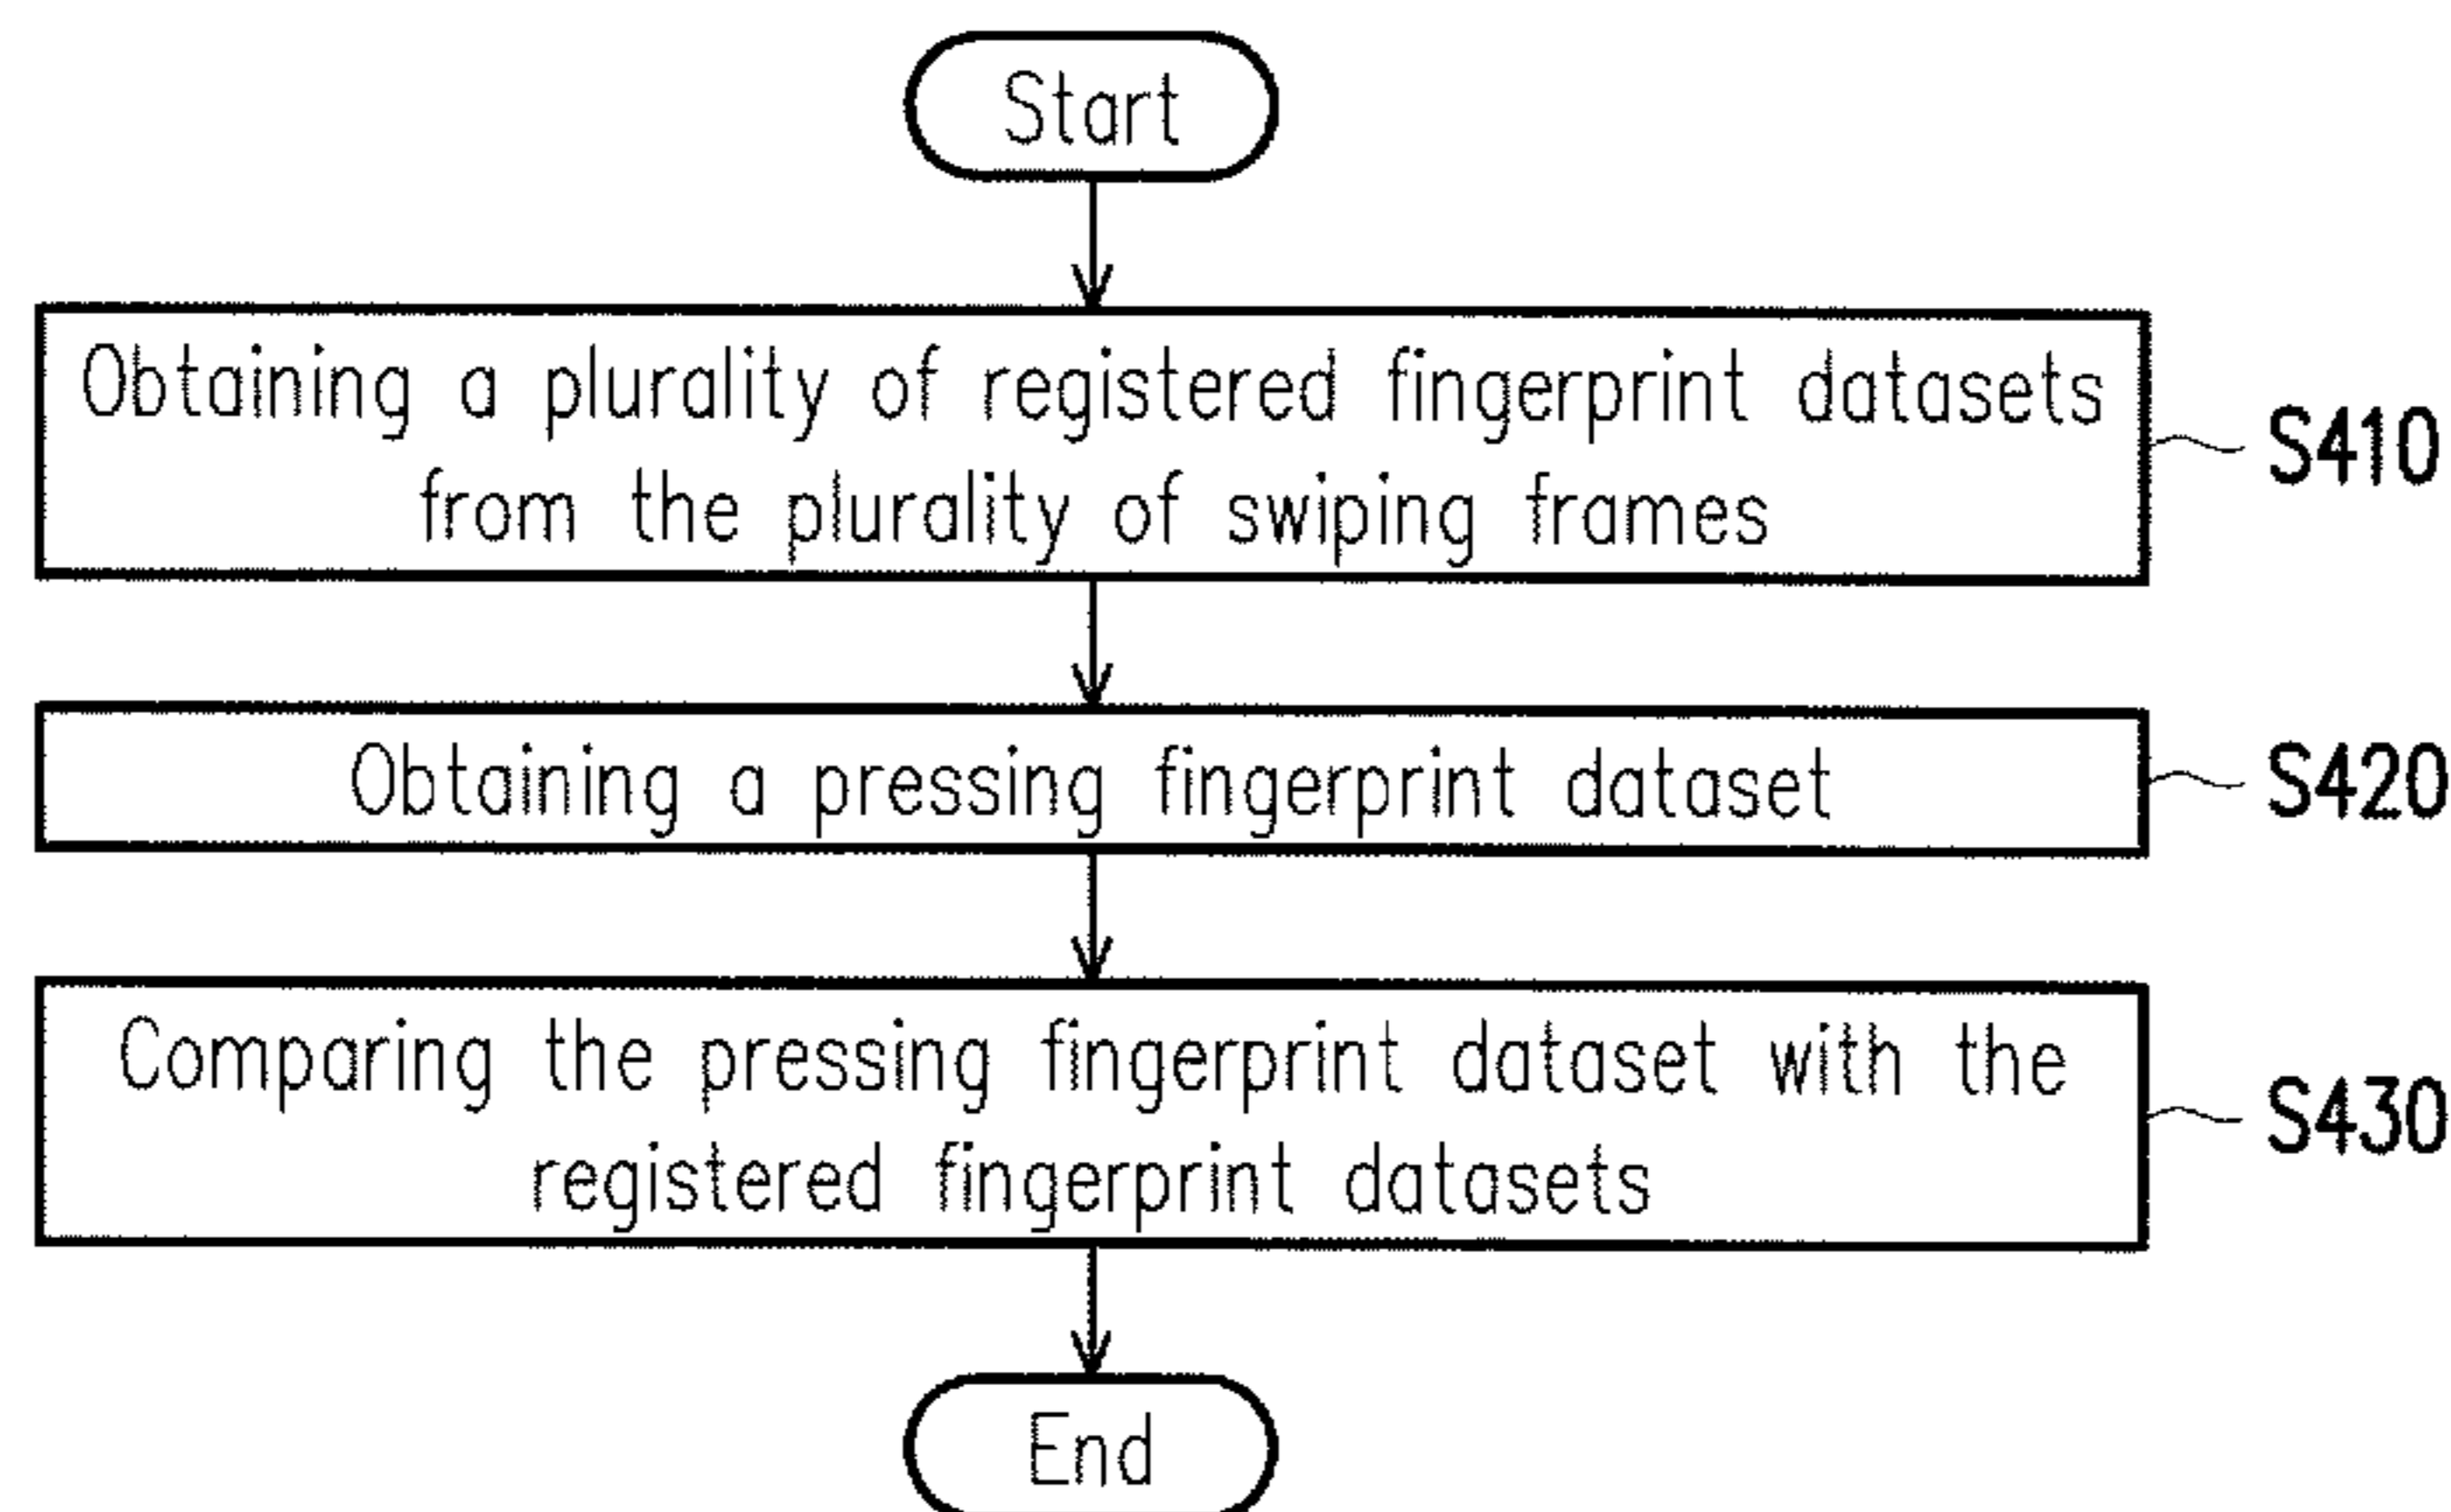 Start
Obtaining a plurality of registered fingerprint datasets
from the plurality of swiping frames
S410
Obtaining a pressing fingerprint dataset
S420
Comparing the pressing fingerprint dataset with the
registered fingerprint datasets
S430
End